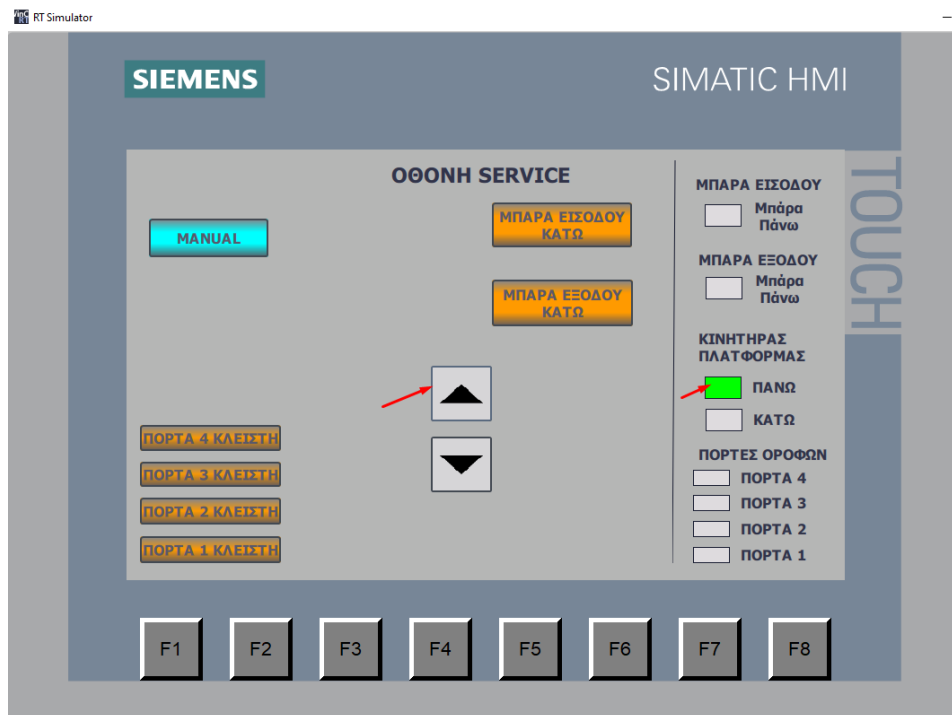 RT Simulator
SIEMENS
SIMATIC HMI
TOUCH
ΟΘΟΝΗ SERVICE
MANUAL
ΜΠΑΡΑ ΕΙΣΟΔΟΥ
ΚΑΤΩ
ΜΠΑΡΑ ΕΞΟΔΟΥ
ΚΑΤΩ
ΠΟΡΤΑ 4 ΚΛΕΙΣΤΗ
ΠΟΡΤΑ 3 ΚΛΕΙΣΤΗ
ΠΟΡΤΑ 2 ΚΛΕΙΣΤΗ
ΠΟΡΤΑ 1 ΚΛΕΙΣΤΗ
ΜΠΑΡΑ ΕΙΣΟΔΟΥ
Μπάρα
Πάνω
ΜΠΑΡΑ ΕΞΟΔΟΥ
Μπάρα
Πάνω
ΚΙΝΗΤΗΡΑΣ
ΠΛΑΤΦΟΡΜΑΣ
ΠΑΝΩ
ΚΑΤΩ
ΠΟΡΤΕΣ ΟΡΟΦΩΝ
ΠΟΡΤΑ 4
ΠΟΡΤΑ 3
ΠΟΡΤΑ 2
ΠΟΡΤΑ 1
F1 F2 F3 F4 F5 F6 F7 F8